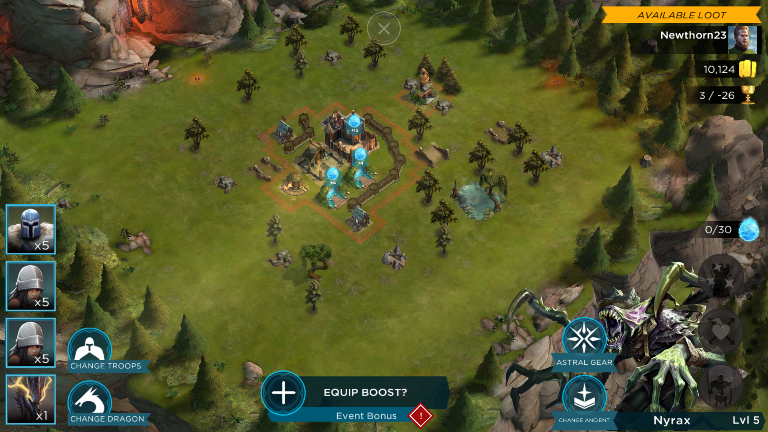 AVAILABLE LOOT
Newthorn23
10,124
3 / -26
0/30
x5
x5
x5
x1
CHANGE TROOPS
CHANGE DRAGON
EQUIP BOOST?
Event Bonus
ASTRAL GEAR
CHANGE ANCIENT
Nyrax
Lvl 5